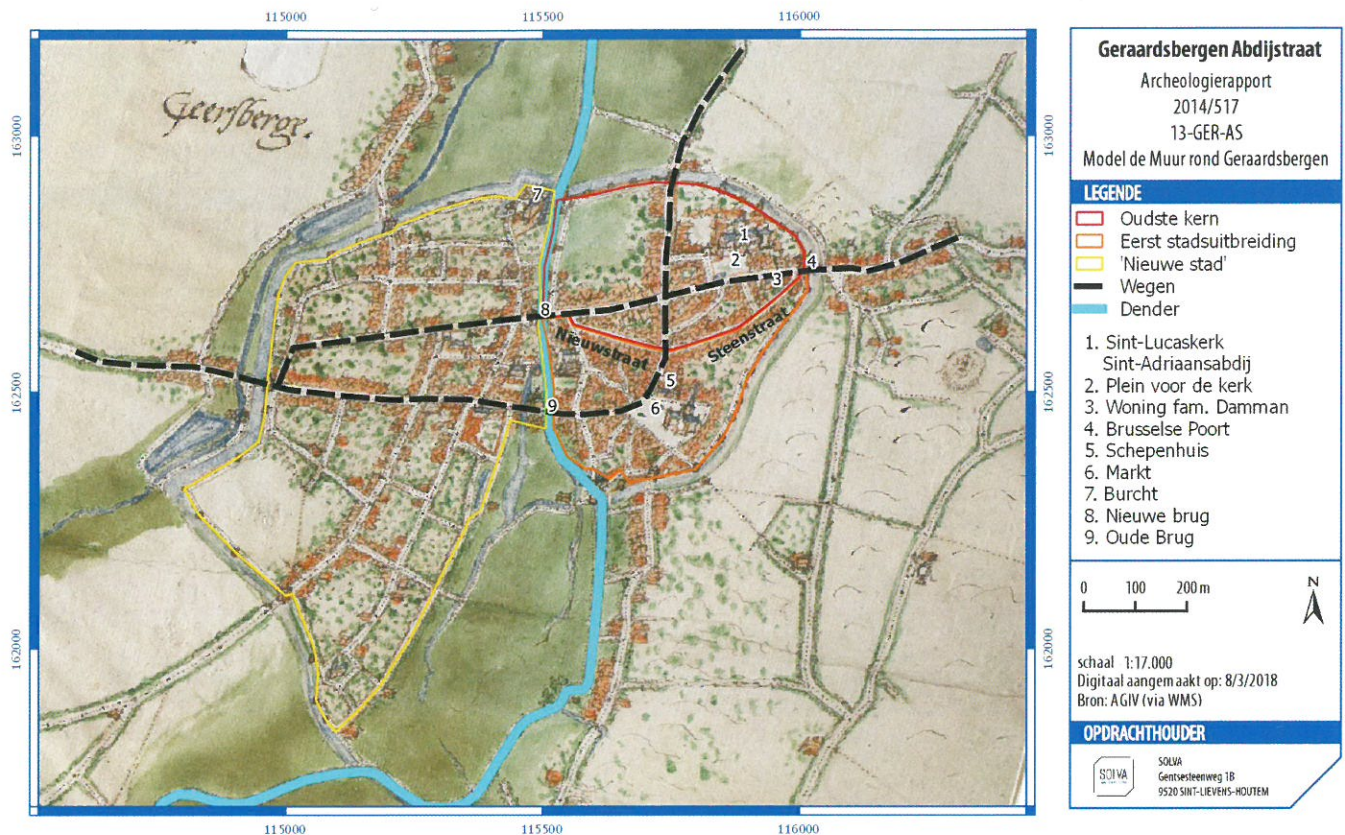 115000
115500
116000
163000
162500
162000
163000
162500
162000
Geersberge.
1
2
3
4
5
6
7
8
9
Nieuwstraat
Steenstraat
115000
115500
116000
Geraardsbergen Abdijstraat
Archeologierapport
2014/517
13-GER-AS
Model de Muur rond Geraardsbergen
LEGENDE
Oudste kern
Eerst stadsuitbreiding
'Nieuwe stad'
Wegen
Dender
1. Sint-Lucaskerk
Sint-Adriaansabdij
2. Plein voor de kerk
3. Woning fam. Damman
4. Brusselse Poort
5. Schepenhuis
6. Markt
7. Burcht
8. Nieuwe brug
9. Oude Brug
0 100 200 m
N
schaal 1:17.000
Digitaal aangemaakt op: 8/3/2018
Bron: AGIV (via WMS)
OPDRACHTHOUDER
SOLVA
SOLVA
Gentsesteenweg 1B
9520 SINT-LIEVENS-HOUTEM